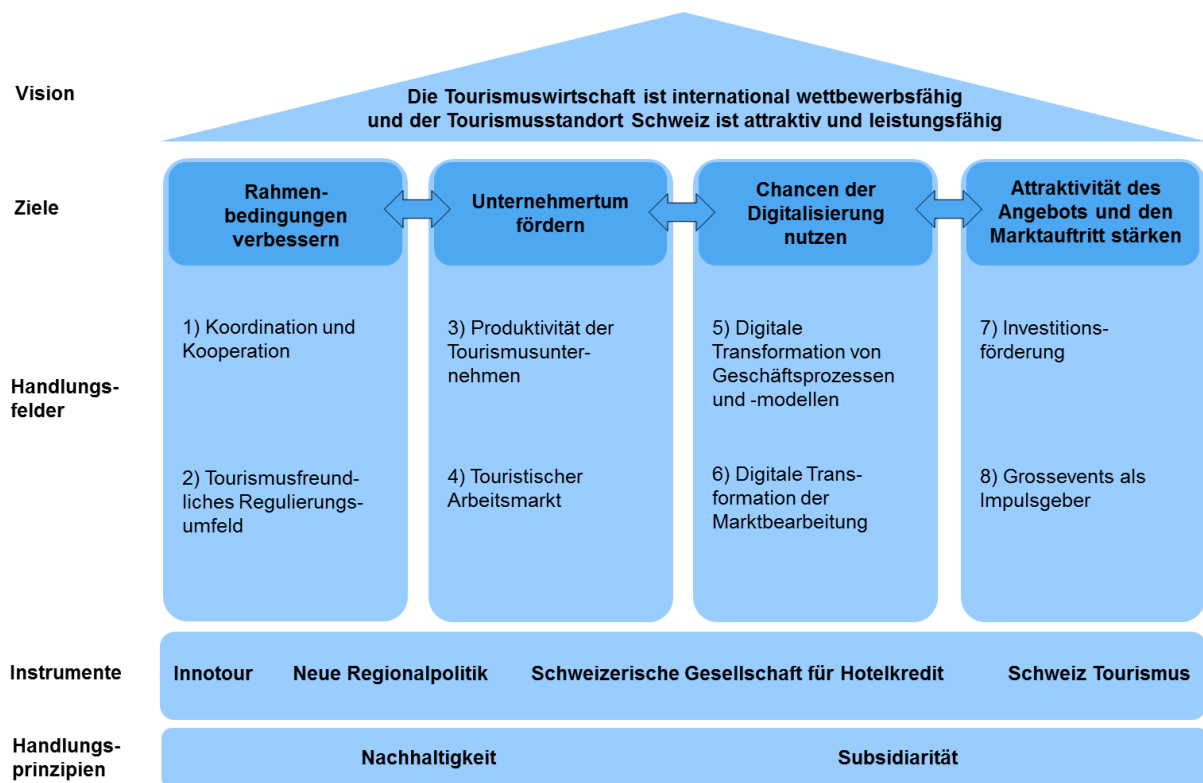 Vision
Die Tourismuswirtschaft ist international wettbewerbsfähig
und der Tourismusstandort Schweiz ist attraktiv und leistungsfähig
Ziele
Rahmen-
bedingungen
verbessern
Unternehmertum
fördern
Chancen der
Digitalisierung
nutzen
Attraktivität des
Angebots und den
Marktauftritt stärken
Handlungs-
felder
1) Koordination und
Kooperation
2) Tourismusfreund-
liches Regulierungs-
umfeld
3) Produktivität der
Tourismusunter-
nehmen
4) Touristischer
Arbeitsmarkt
5) Digitale
Transformation von
Geschäftsprozessen
und -modellen
6) Digitale Trans-
formation der
Marktbearbeitung
7) Investitions-
förderung
8) Grossevents als
Impulsgeber
Instrumente
Innotour
Neue Regionalpolitik
Schweizerische Gesellschaft für Hotelkredit
Schweiz Tourismus
Handlungs-
prinzipien
Nachhaltigkeit
Subsidiarität